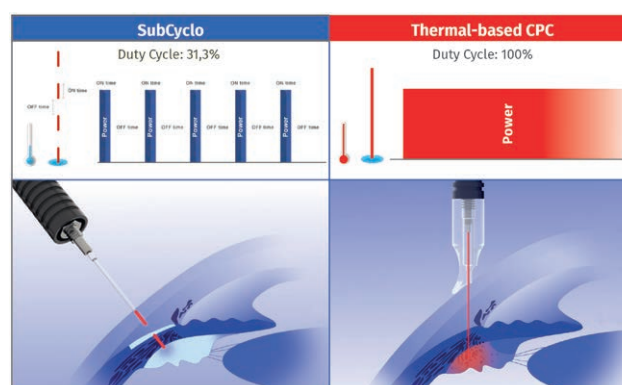 SubCyclo
Duty Cycle: 31,3%
ON time
OFF time
ON time ON time ON time ON time ON time
Power Power Power Power Power
OFF time OFF time OFF time OFF time OFF time
Thermal-based CPC
Duty Cycle: 100%
Power